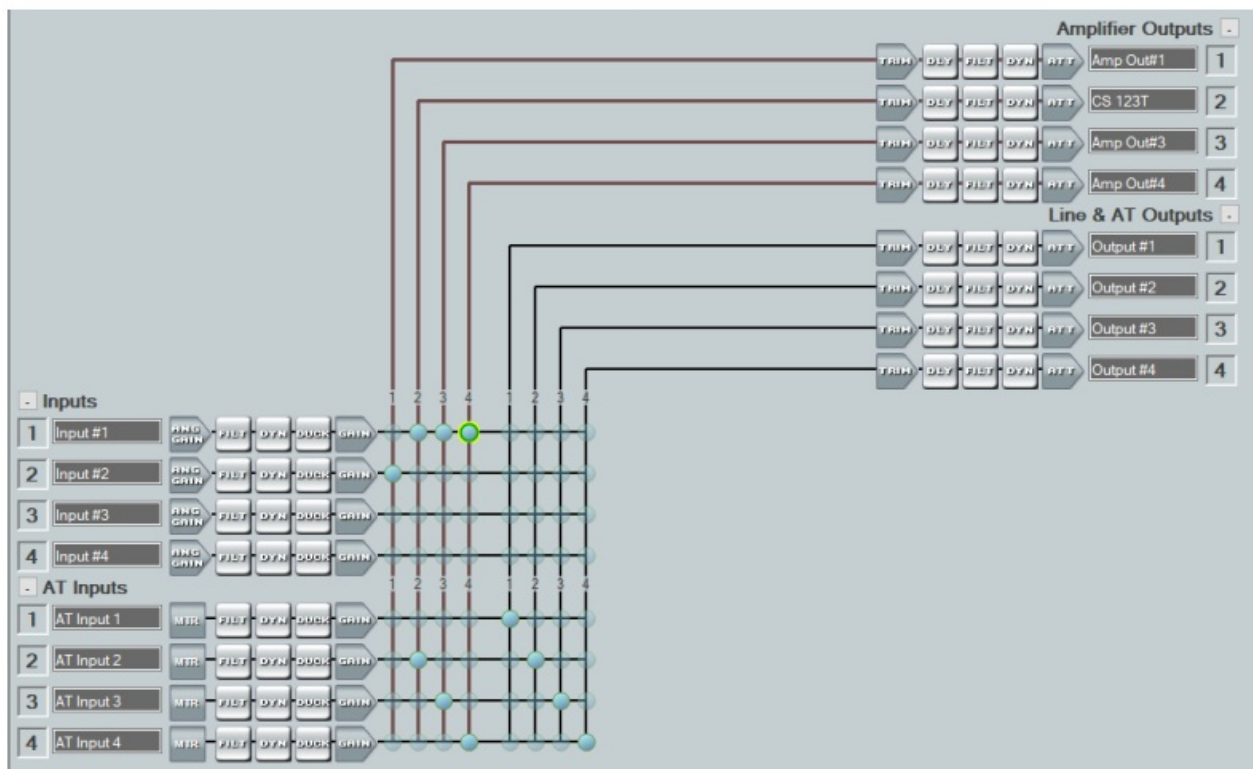 Amplifier Outputs -
TRIM DLY FILT DYN ATT Amp Out#1 1
TRIM DLY FILT DYN ATT CS 123T 2
TRIM DLY FILT DYN ATT Amp Out#3 3
TRIM DLY FILT DYN ATT Amp Out#4 4
Line & AT Outputs -
TRIM DLY FILT DYN ATT Output #1 1
TRIM DLY FILT DYN ATT Output #2 2
TRIM DLY FILT DYN ATT Output #3 3
TRIM DLY FILT DYN ATT Output #4 4
- Inputs
1 2 3 4 1 2 3 4
1 Input #1 ANG GAIN FILT DYN DUCK GAIN
2 Input #2 ANG GAIN FILT DYN DUCK GAIN
3 Input #3 ANG GAIN FILT DYN DUCK GAIN
4 Input #4 ANG GAIN FILT DYN DUCK GAIN
- AT Inputs
1 2 3 4 1 2 3 4
1 AT Input 1 MTR FILT DYN DUCK GAIN
2 AT Input 2 MTR FILT DYN DUCK GAIN
3 AT Input 3 MTR FILT DYN DUCK GAIN
4 AT Input 4 MTR FILT DYN DUCK GAIN